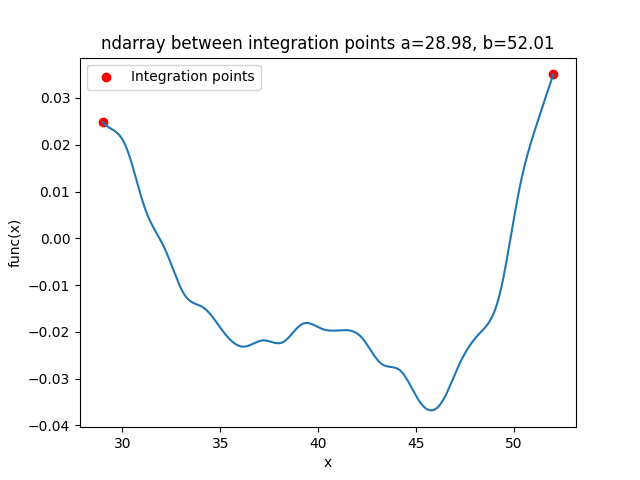 ndarray between integration points a=28.98, b=52.01
Integration points
func(x)
0.03
0.02
0.01
0.00
−0.01
−0.02
−0.03
−0.04
30 35 40 45 50
x